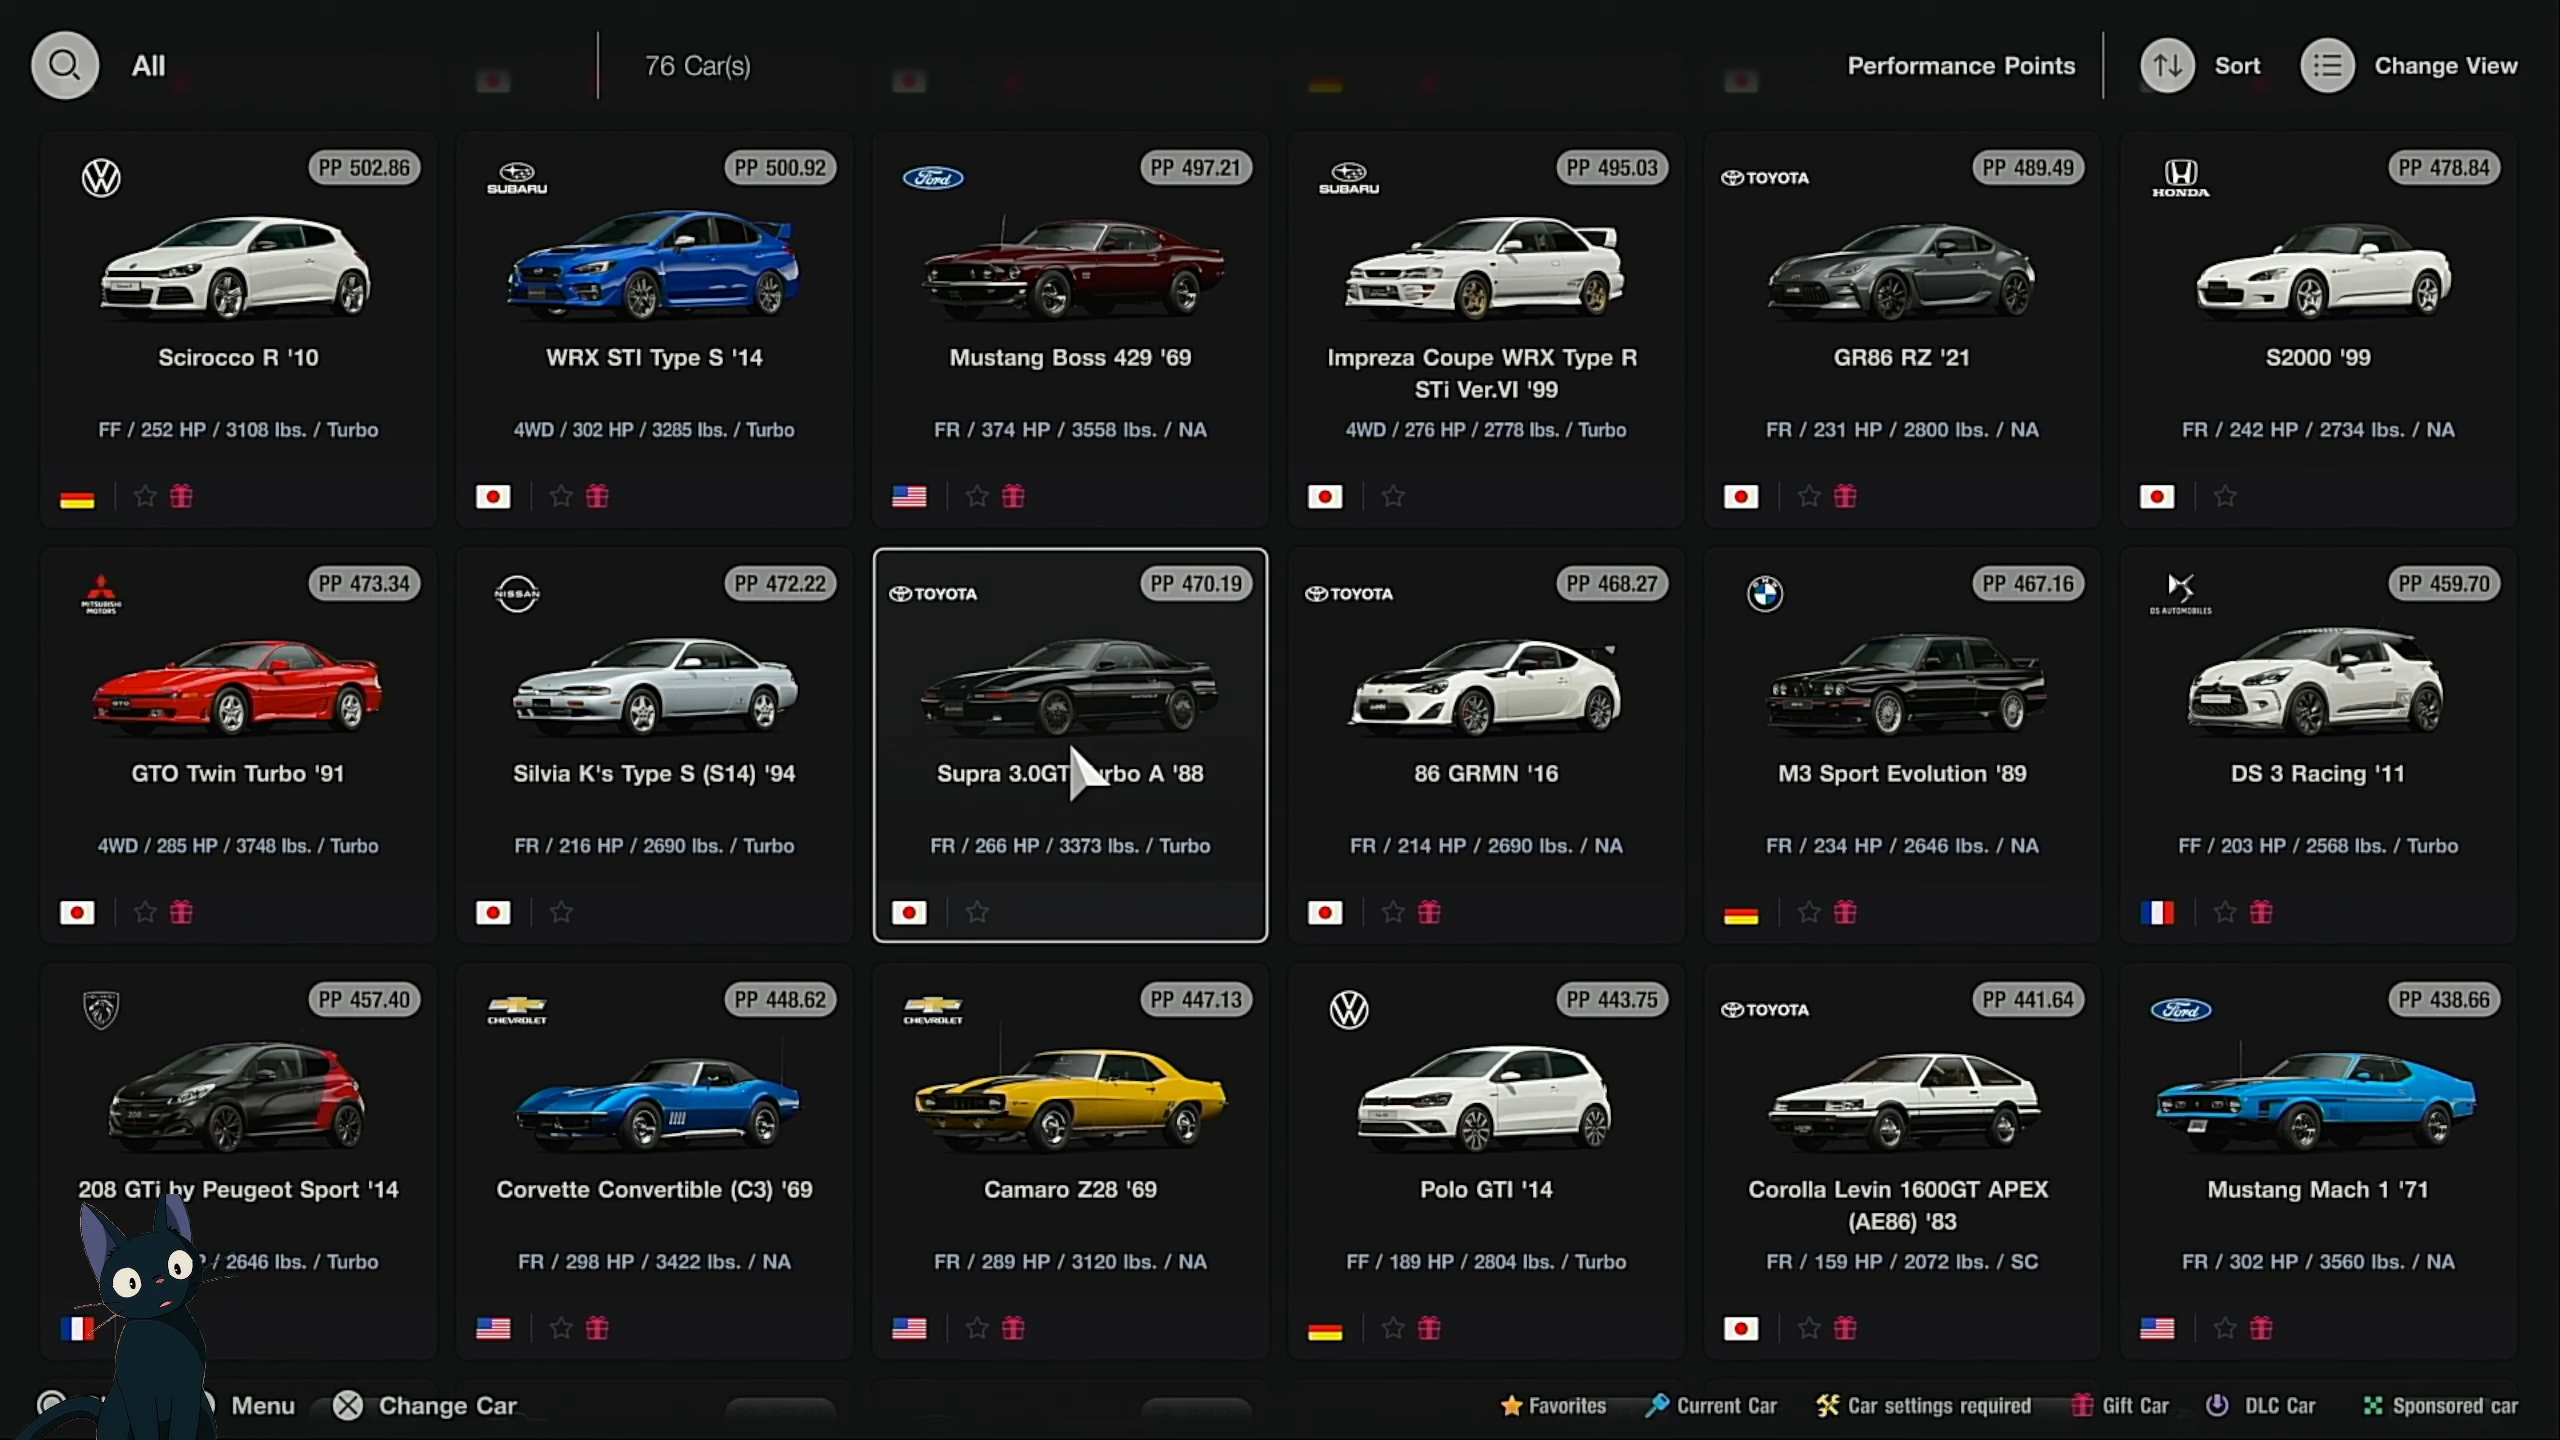 All
76 Car(s)
Performance Points
Sort
Change View
PP 502.86
Scirocco R '10
FF / 252 HP / 3108 lbs. / Turbo
SUBARU
PP 500.92
WRX STI Type S '14
4WD / 302 HP / 3285 lbs. / Turbo
Ford
PP 497.21
Mustang Boss 429 '69
FR / 374 HP / 3558 lbs. / NA
SUBARU
PP 495.03
Impreza Coupe WRX Type R
STi Ver.VI '99
4WD / 276 HP / 2778 lbs. / Turbo
TOYOTA
PP 489.49
GR86 RZ '21
FR / 231 HP / 2800 lbs. / NA
HONDA
PP 478.84
S2000 '99
FR / 242 HP / 2734 lbs. / NA
MITSUBISHI
MOTORS
PP 473.34
GTO Twin Turbo '91
4WD / 285 HP / 3748 lbs. / Turbo
NISSAN
PP 472.22
Silvia K's Type S (S14) '94
FR / 216 HP / 2690 lbs. / Turbo
TOYOTA
PP 470.19
Supra 3.0GT rbo A '88
FR / 266 HP / 3373 lbs. / Turbo
TOYOTA
PP 468.27
86 GRMN '16
FR / 214 HP / 2690 lbs. / NA
BMW
PP 467.16
M3 Sport Evolution '89
FR / 234 HP / 2646 lbs. / NA
DS AUTOMOBILES
PP 459.70
DS 3 Racing '11
FF / 203 HP / 2568 lbs. / Turbo
PP 457.40
208 GTi by Peugeot Sport '14
/ 2646 lbs. / Turbo
CHEVROLET
PP 448.62
Corvette Convertible (C3) '69
FR / 298 HP / 3422 lbs. / NA
CHEVROLET
PP 447.13
Camaro Z28 '69
FR / 289 HP / 3120 lbs. / NA
PP 443.75
Polo GTI '14
FF / 189 HP / 2804 lbs. / Turbo
TOYOTA
PP 441.64
Corolla Levin 1600GT APEX
(AE86) '83
FR / 159 HP / 2072 lbs. / SC
Ford
PP 438.66
Mustang Mach 1 '71
FR / 302 HP / 3560 lbs. / NA
Menu
Change Car
Favorites
Current Car
Car settings required
Gift Car
DLC Car
Sponsored car